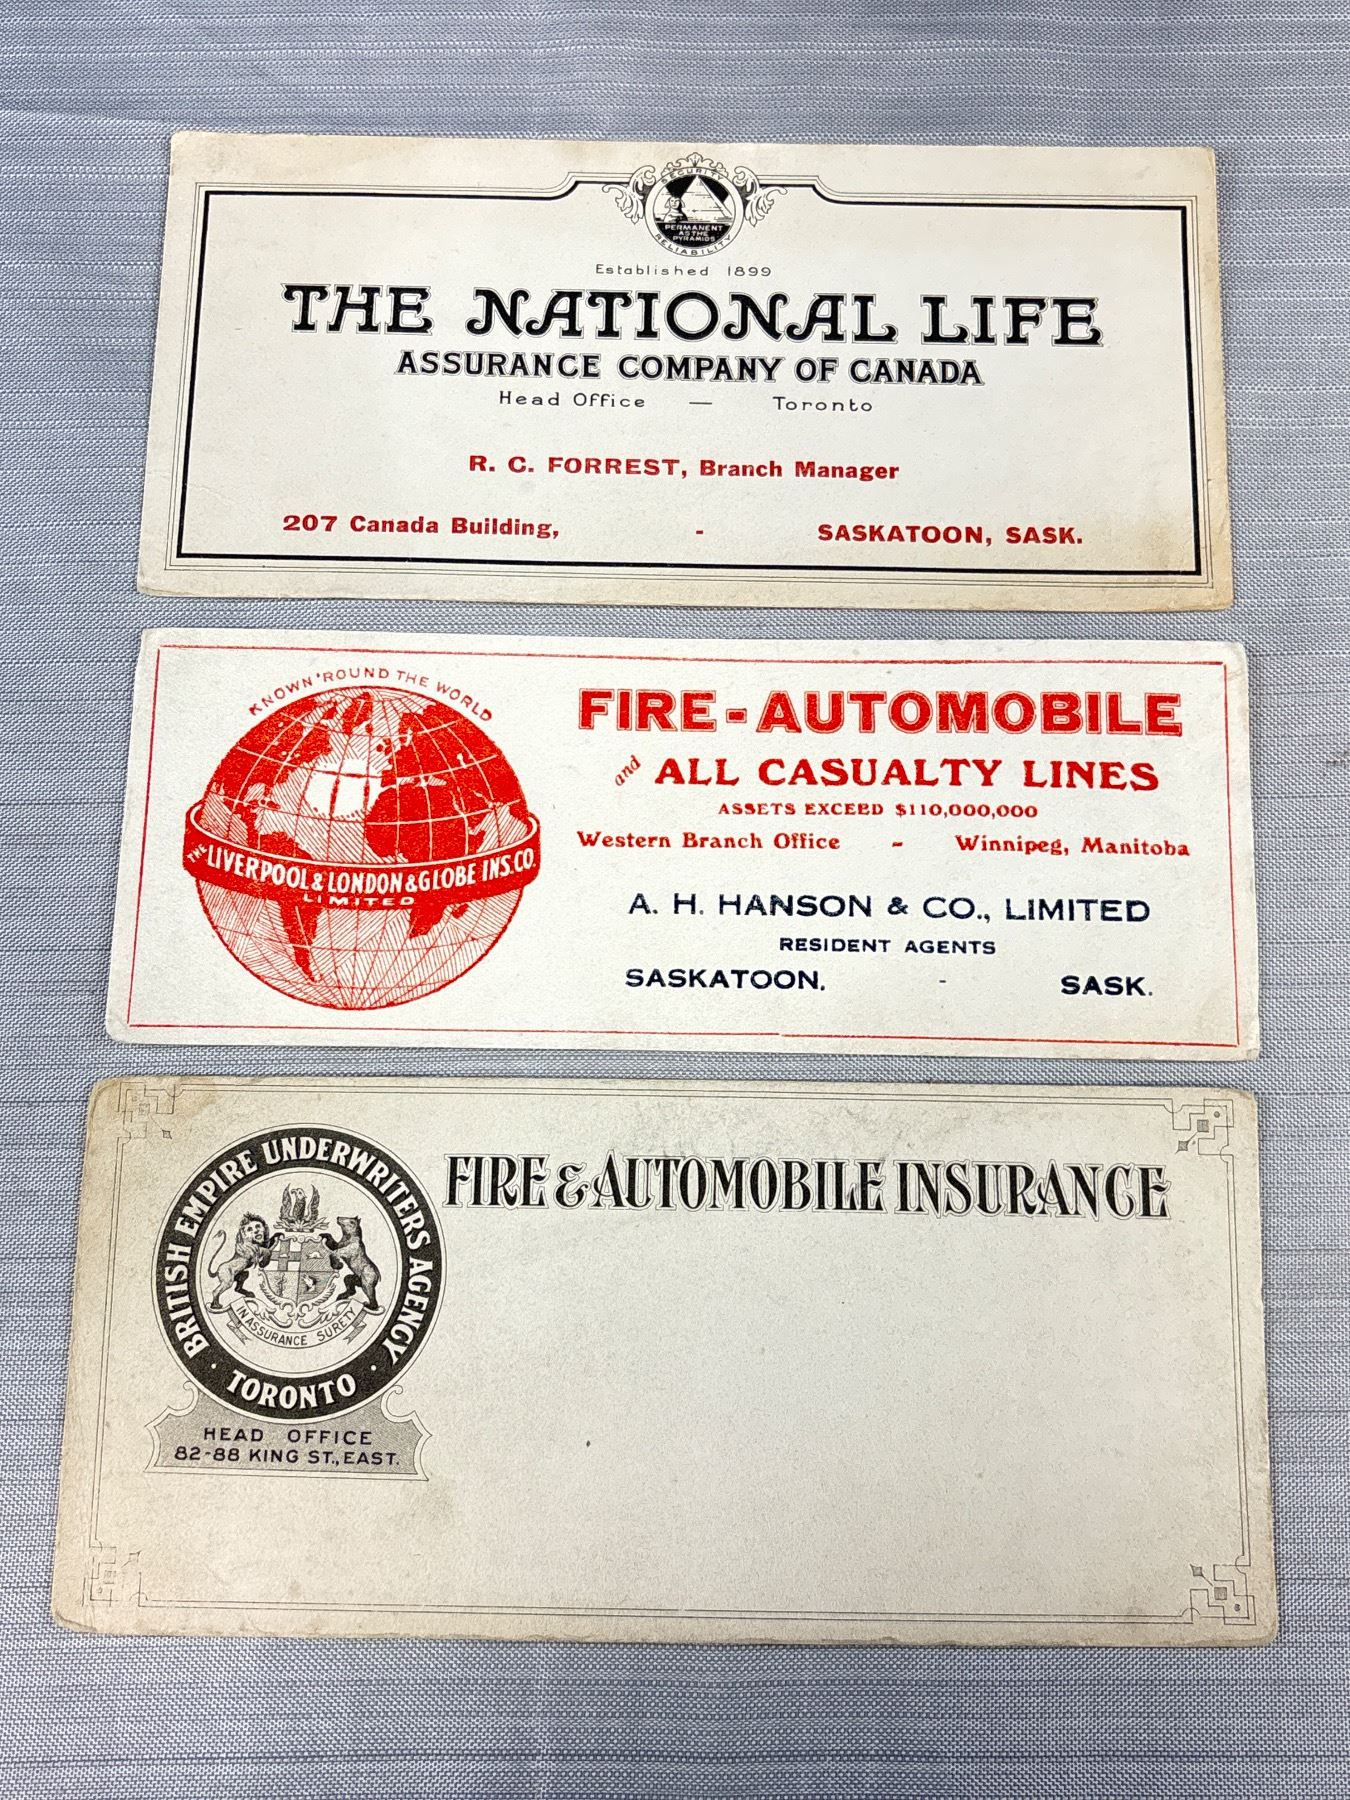 SECURITY
PERMANENT
AS THE
PYRAMIDS
RELIABILITY
Established 1899
THE NATIONAL LIFE
ASSURANCE COMPANY OF CANADA
Head Office — Toronto
R. C. FORREST, Branch Manager
207 Canada Building, - SASKATOON, SASK.
KNOWN 'ROUND THE WORLD
THE LIVERPOOL & LONDON & GLOBE INS. CO.
LIMITED
FIRE - AUTOMOBILE
and ALL CASUALTY LINES
ASSETS EXCEED $110,000,000
Western Branch Office - Winnipeg, Manitoba
A. H. HANSON & CO., LIMITED
RESIDENT AGENTS
SASKATOON, - SASK.
BRITISH EMPIRE UNDERWRITERS AGENCY
IN ASSURANCE SURETY
· TORONTO ·
HEAD OFFICE
82-88 KING ST., EAST.
FIRE & AUTOMOBILE INSURANCE